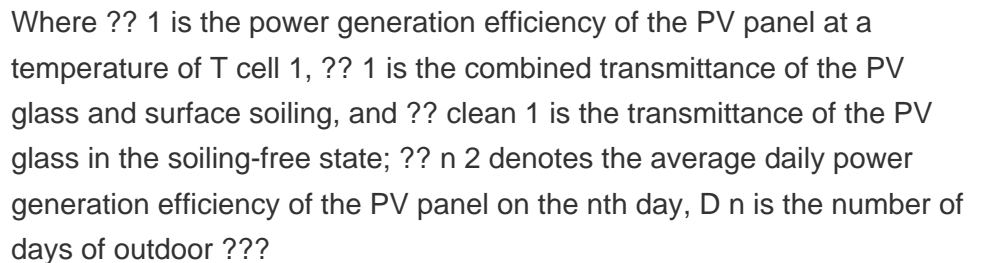 Where ?? 1 is the power generation efficiency of the PV panel at a
temperature of T cell 1, ?? 1 is the combined transmittance of the PV
glass and surface soiling, and ?? clean 1 is the transmittance of the PV
glass in the soiling-free state; ?? n 2 denotes the average daily power
generation efficiency of the PV panel on the nth day, D n is the number of
days of outdoor ???